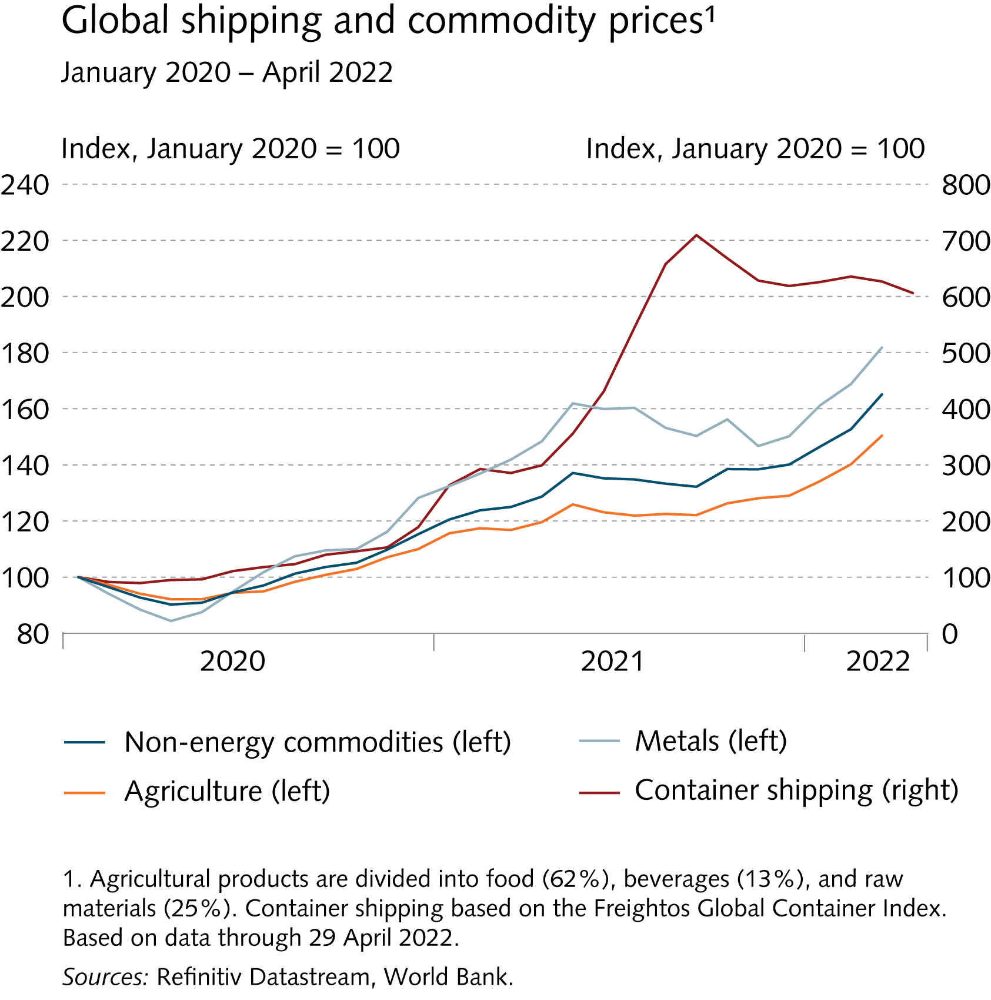 Global shipping and commodity prices¹
January 2020 – April 2022
Index, January 2020 = 100
Index, January 2020 = 100
240
800
220
700
200
600
180
500
160
400
140
300
120
200
100
100
80
0
2020
2021
2022
Non-energy commodities (left)
Metals (left)
Agriculture (left)
Container shipping (right)
1. Agricultural products are divided into food (62%), beverages (13%), and raw
materials (25%). Container shipping based on the Freightos Global Container Index.
Based on data through 29 April 2022.
Sources: Refinitiv Datastream, World Bank.